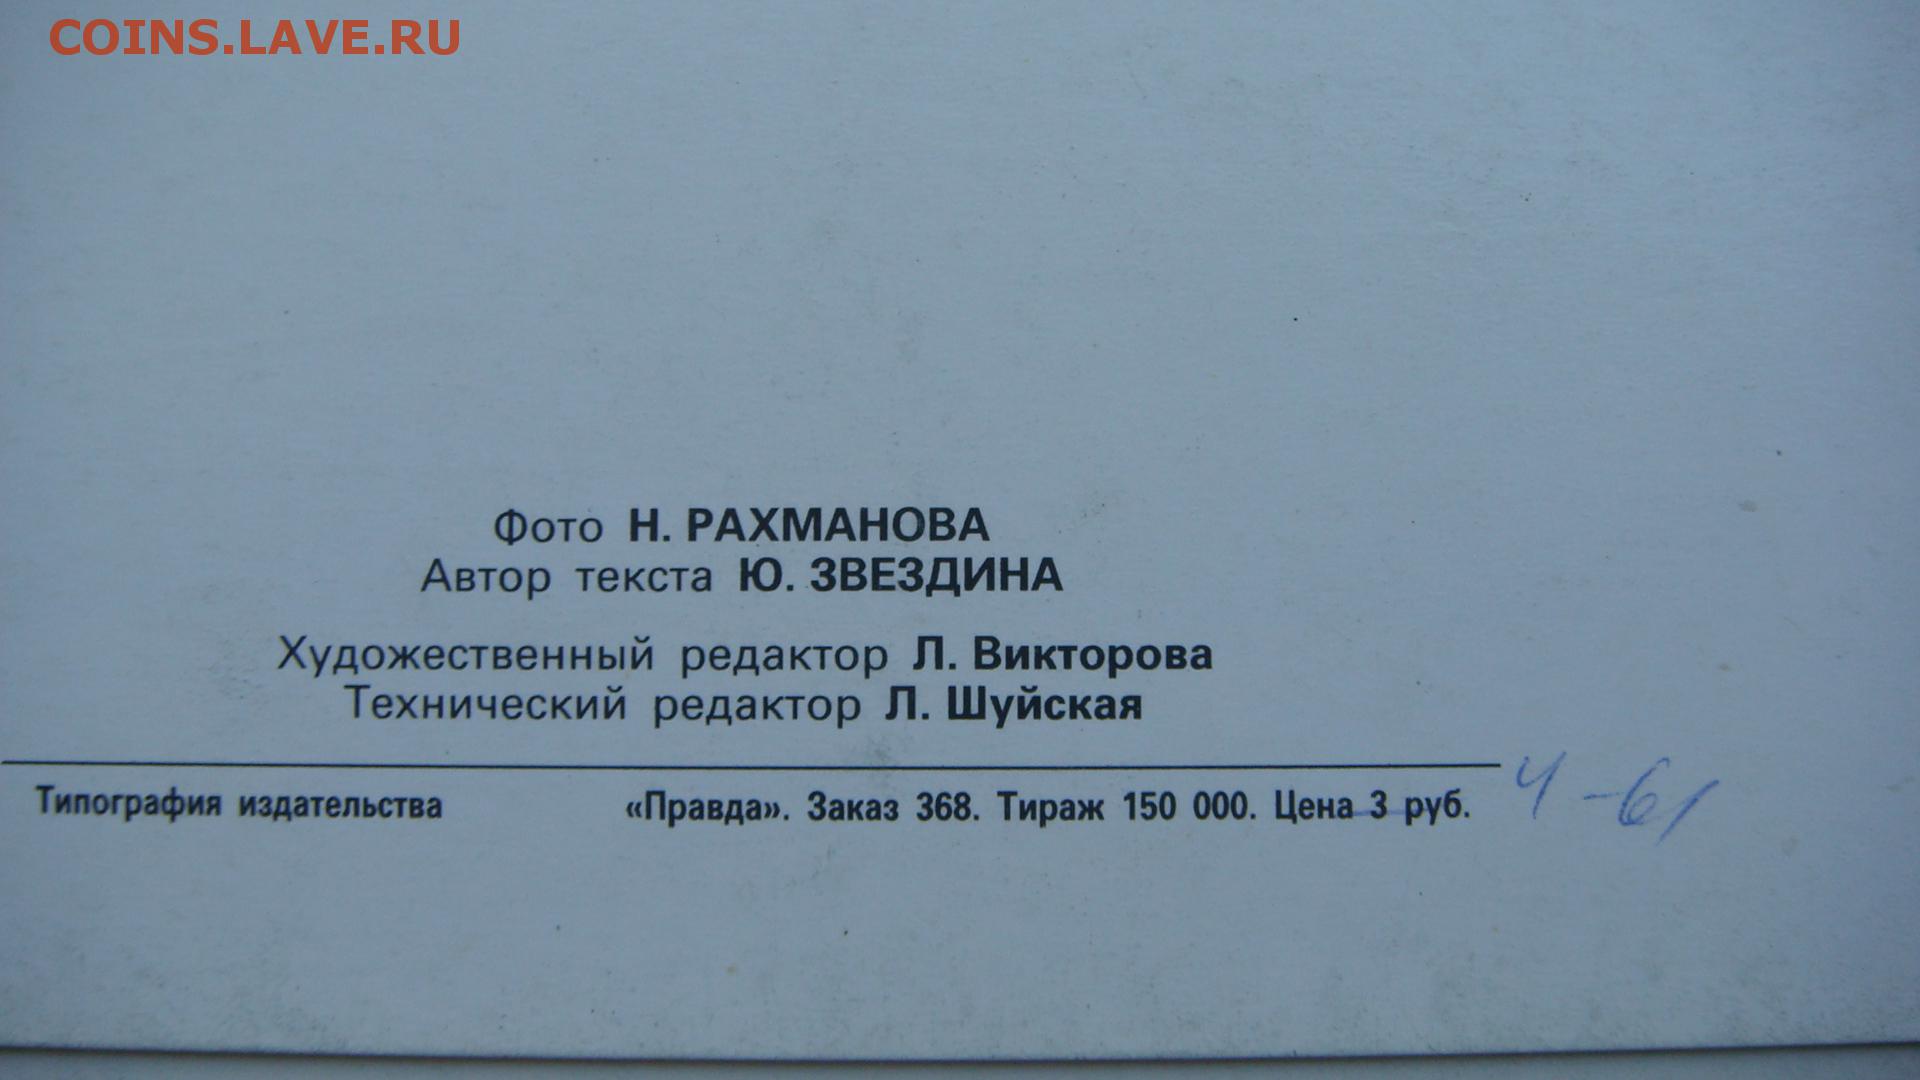 COINS.LAVE.RU
Фото Н. РАХМАНОВА
Автор текста Ю. ЗВЕЗДИНА
Художественный редактор Л. Викторова
Технический редактор Л. Шуйская
Типография издательства «Правда». Заказ 368. Тираж 150 000. Цена 3 руб. 4-61